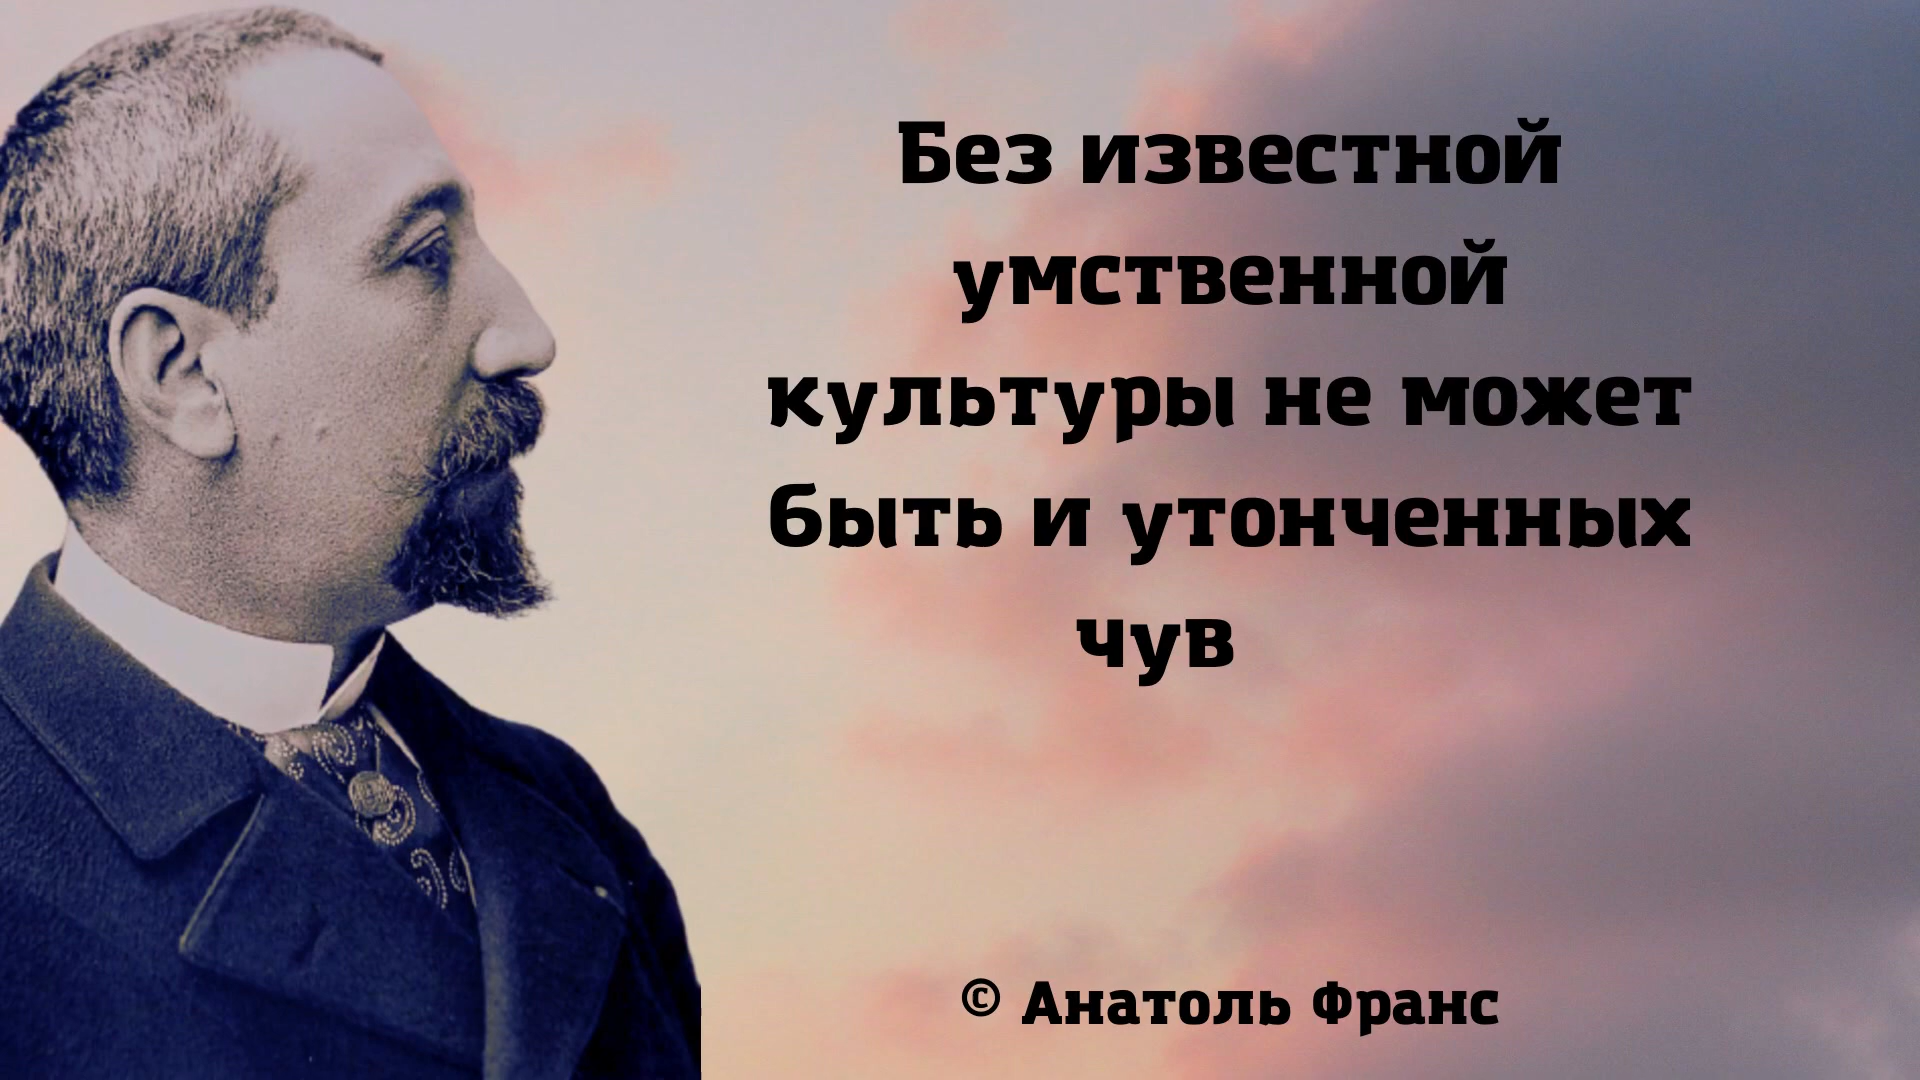 Без известной
умственной
культуры не может
быть и утонченных
чув
© Анатоль Франс